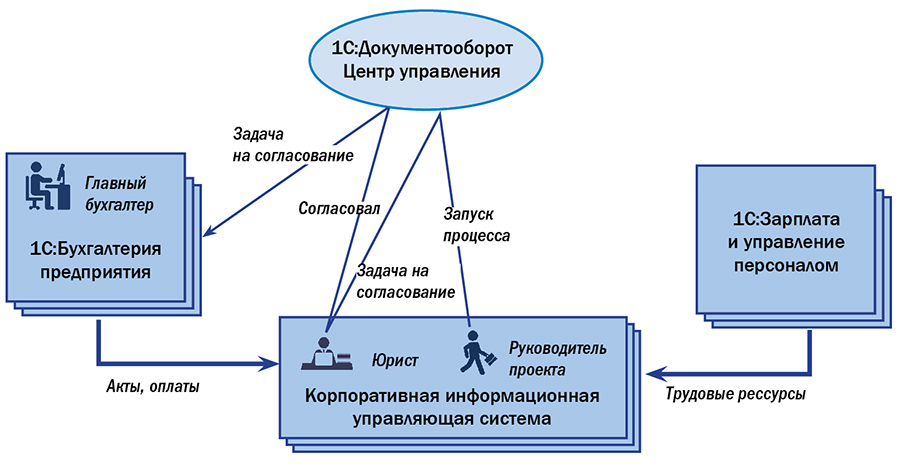 1С:Документооборот
Центр управления
Задача
на согласование
Главный
бухгалтер
1С:Бухгалтерия
предприятия
Согласовал
Запуск
процесса
1С:Зарплата
и управление
персоналом
Задача на
согласование
Акты, оплаты
Юрист
Руководитель
проекта
Корпоративная информационная
управляющая система
Трудовые рессурсы